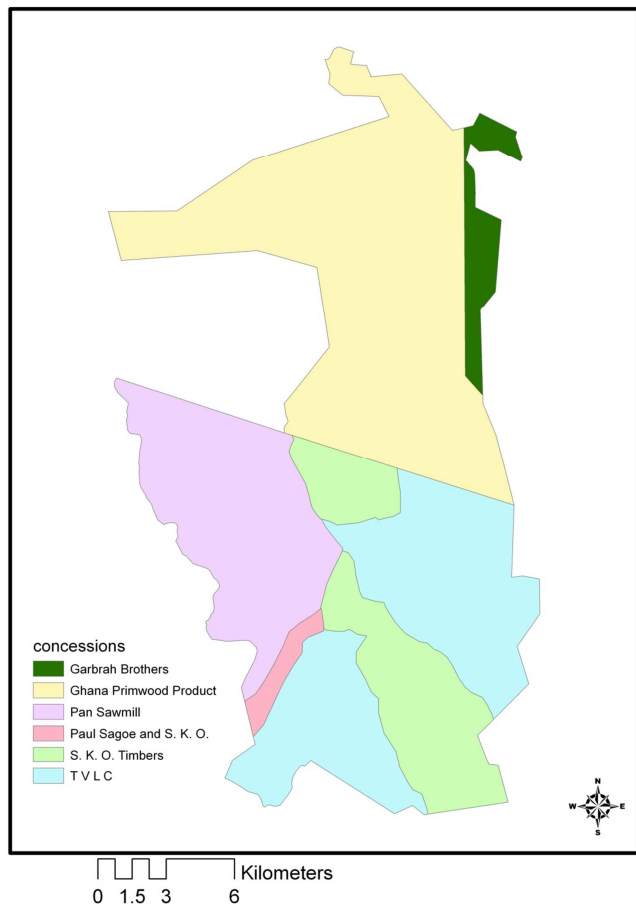 concessions
Garbrah Brothers
Ghana Primwood Product
Pan Sawmill
Paul Sagoe and S. K. O.
S. K. O. Timbers
T V L C
N
W E
S
Kilometers
0 1.5 3 6